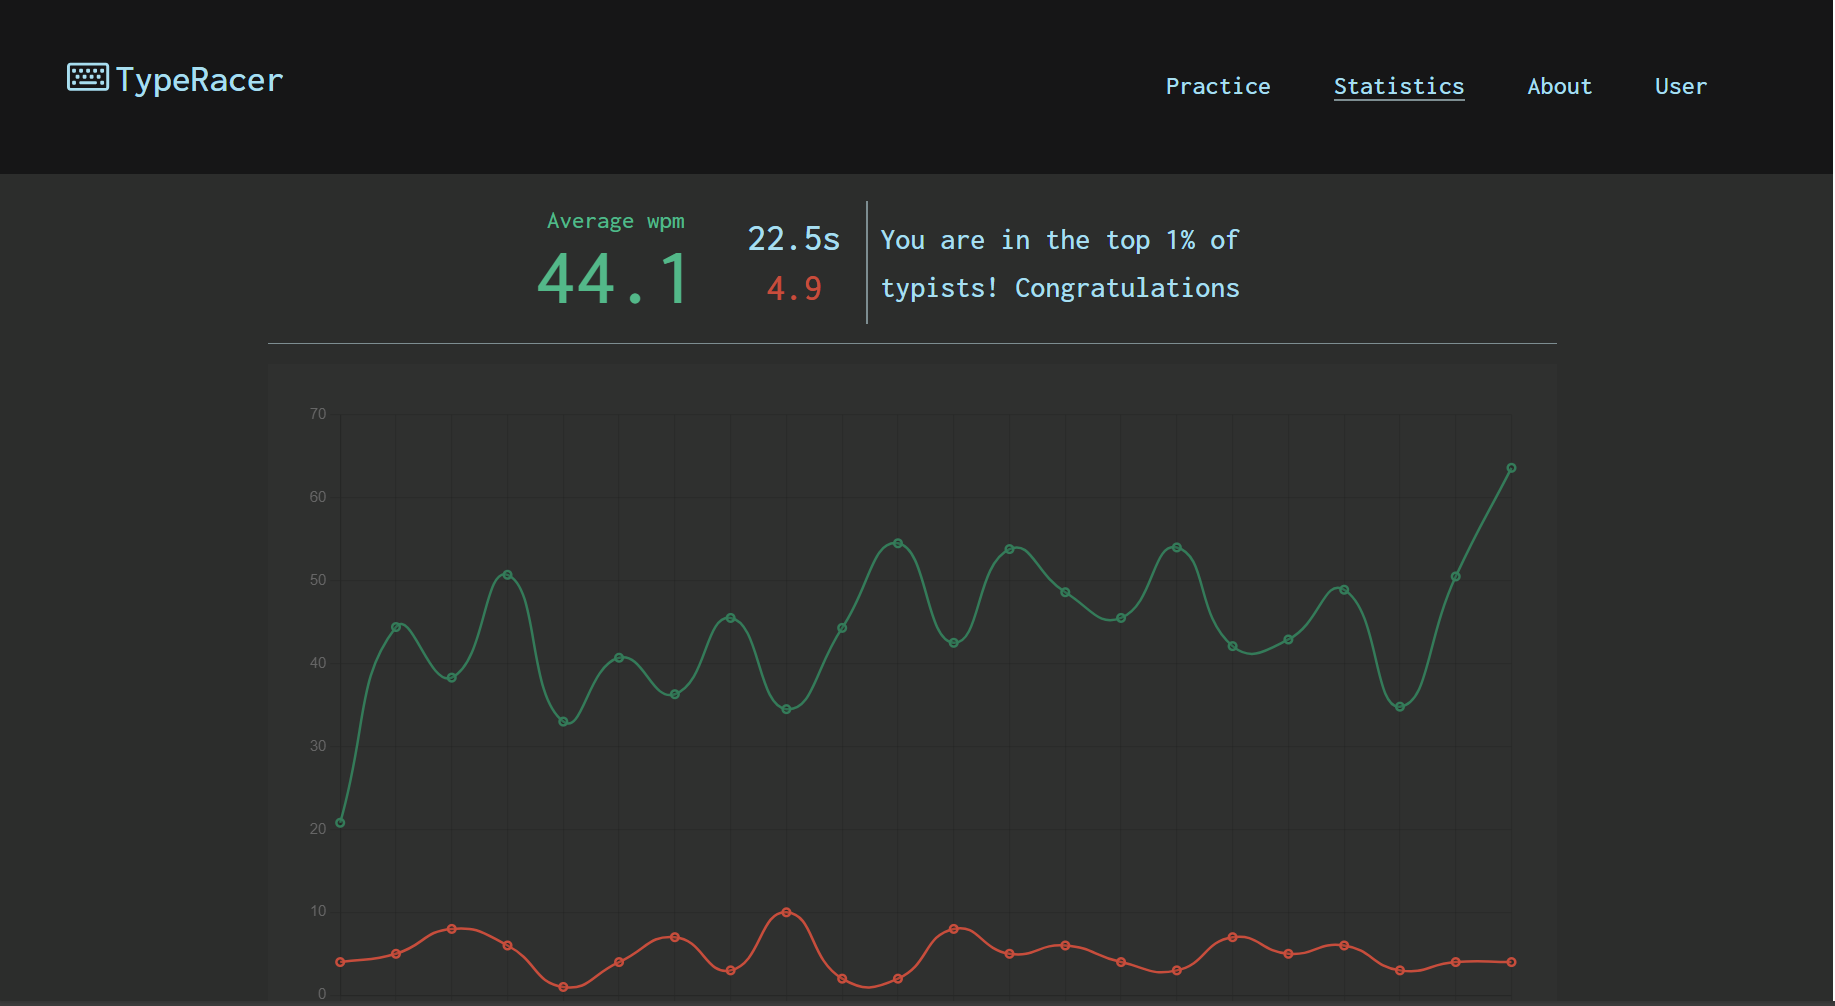 TypeRacer
Practice Statistics About User
Average wpm
44.1
22.5s
4.9
You are in the top 1% of
typists! Congratulations
70
60
50
40
30
20
10
0